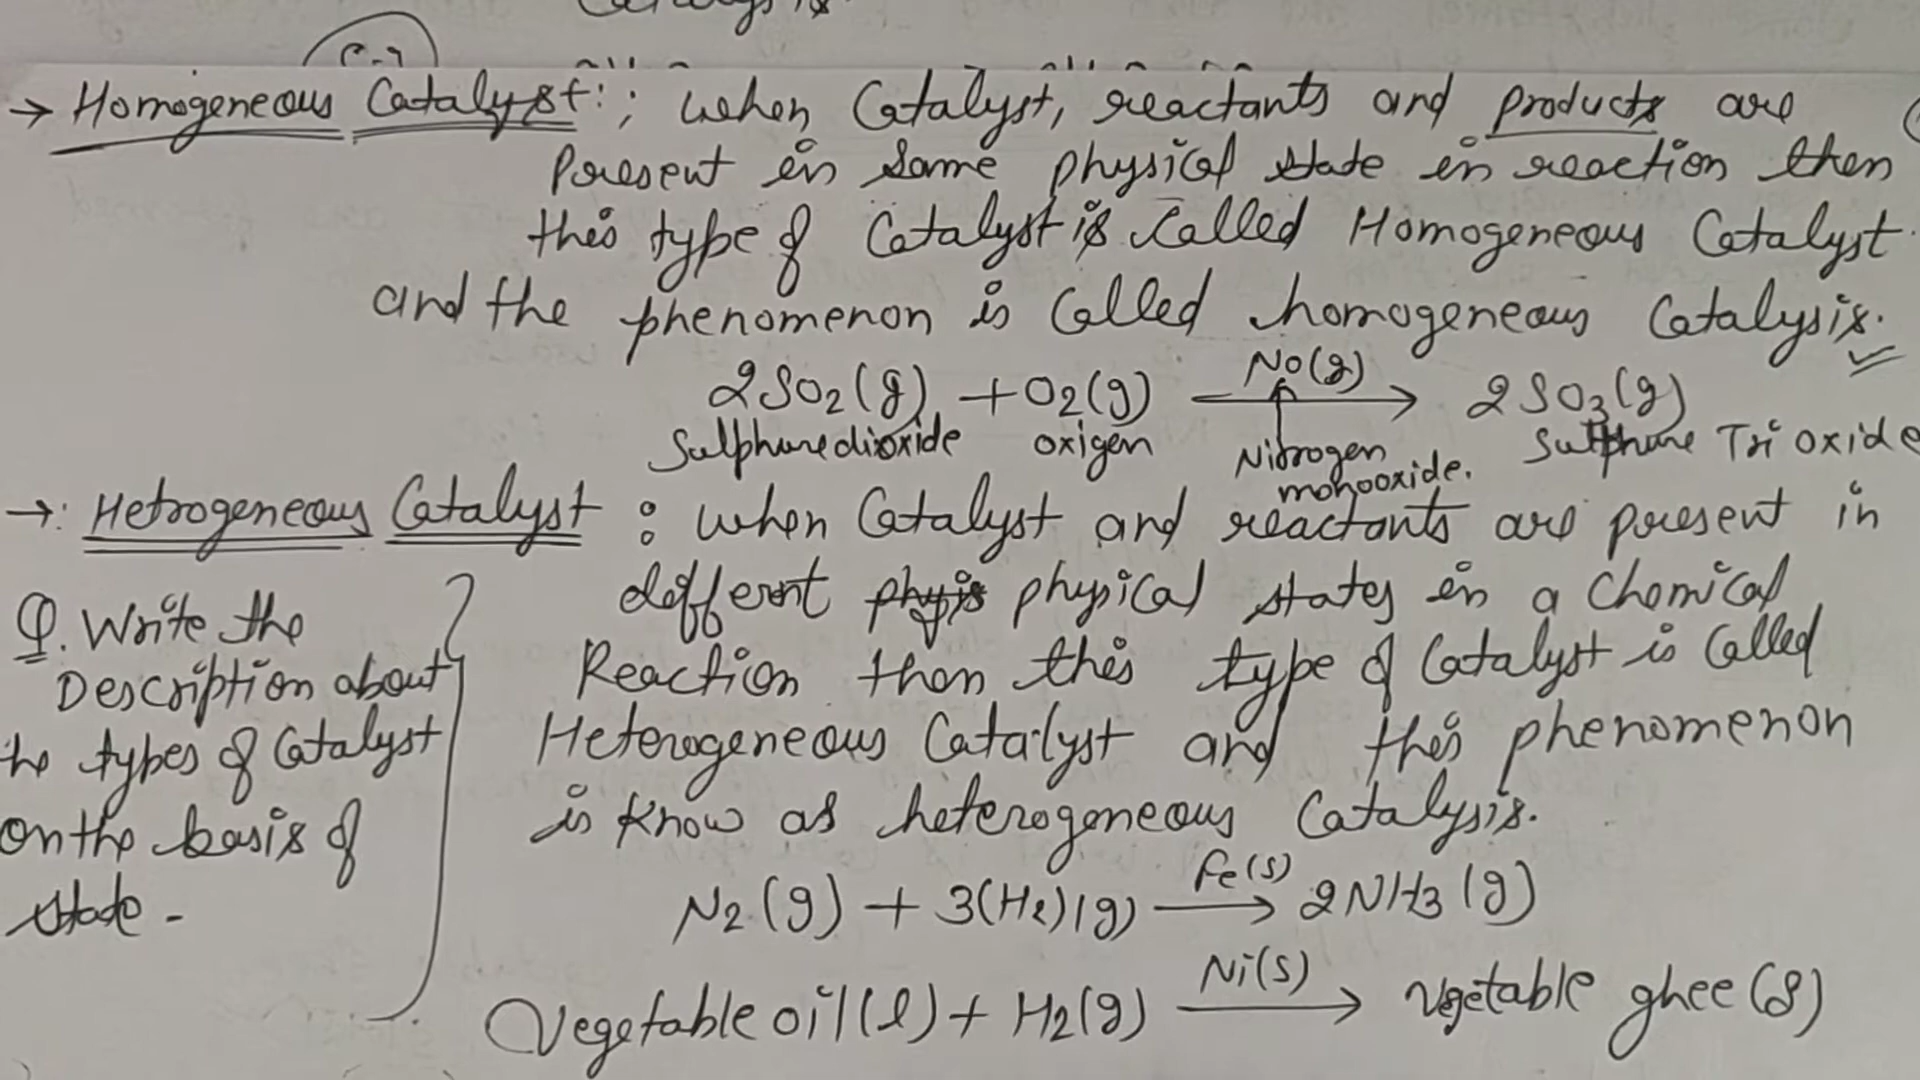 → Homogeneous Catalyst:; when Catalyst, reactants and products are
present in same physical state in reaction then
this type of Catalyst is called Homogeneous Catalyst.
and the phenomenon is Called homogeneous Catalysis.
2SO2(g) + O2(g) NO(g) → 2SO3(g)
Sulphuredioxide oxigen Nitrogen monooxide. Sulphure Tri oxide
→: Hetrogeneous Catalyst : when Catalyst and reactants are present in
different physical states in a Chemical
Reaction then this type of Catalyst is Called
Heterogeneous Catalyst and this phenomenon
is Know as heterogeneous Catalysis.
N2(g) + 3(H2)(g) Fe(s) → 2NH3(g)
Vegetable oil(l) + H2(g) Ni(s) → Vegetable ghee(s)
Q. Write the
Description about
the types of Catalyst
on the basis of
state -